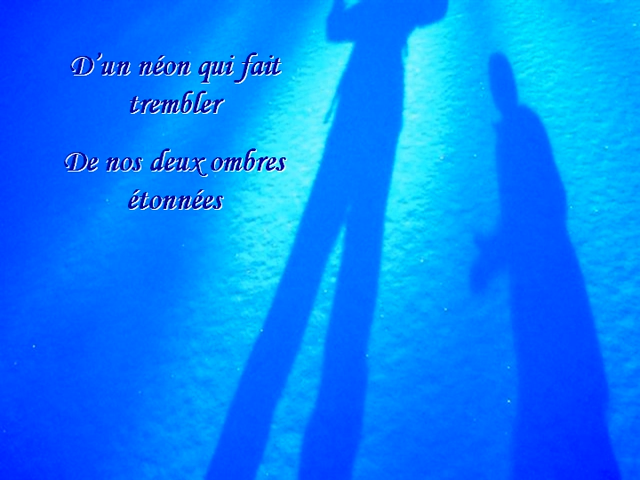 D'un néon qui fait
trembler
De nos deux ombres
étonnées